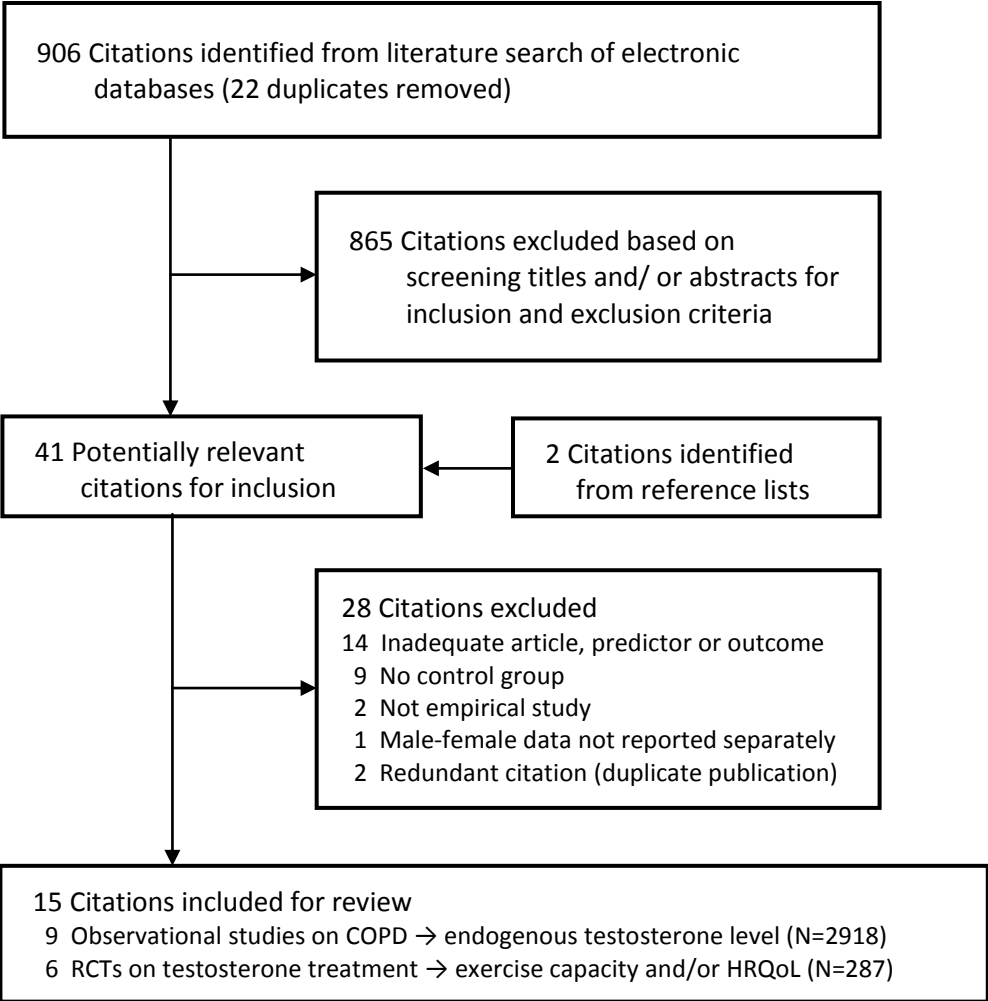 906 Citations identified from literature search of electronic
databases (22 duplicates removed)
865 Citations excluded based on
screening titles and/ or abstracts for
inclusion and exclusion criteria
41 Potentially relevant
citations for inclusion
2 Citations identified
from reference lists
28 Citations excluded
14 Inadequate article, predictor or outcome
9 No control group
2 Not empirical study
1 Male-female data not reported separately
2 Redundant citation (duplicate publication)
15 Citations included for review
9 Observational studies on COPD → endogenous testosterone level (N=2918)
6 RCTs on testosterone treatment → exercise capacity and/or HRQoL (N=287)